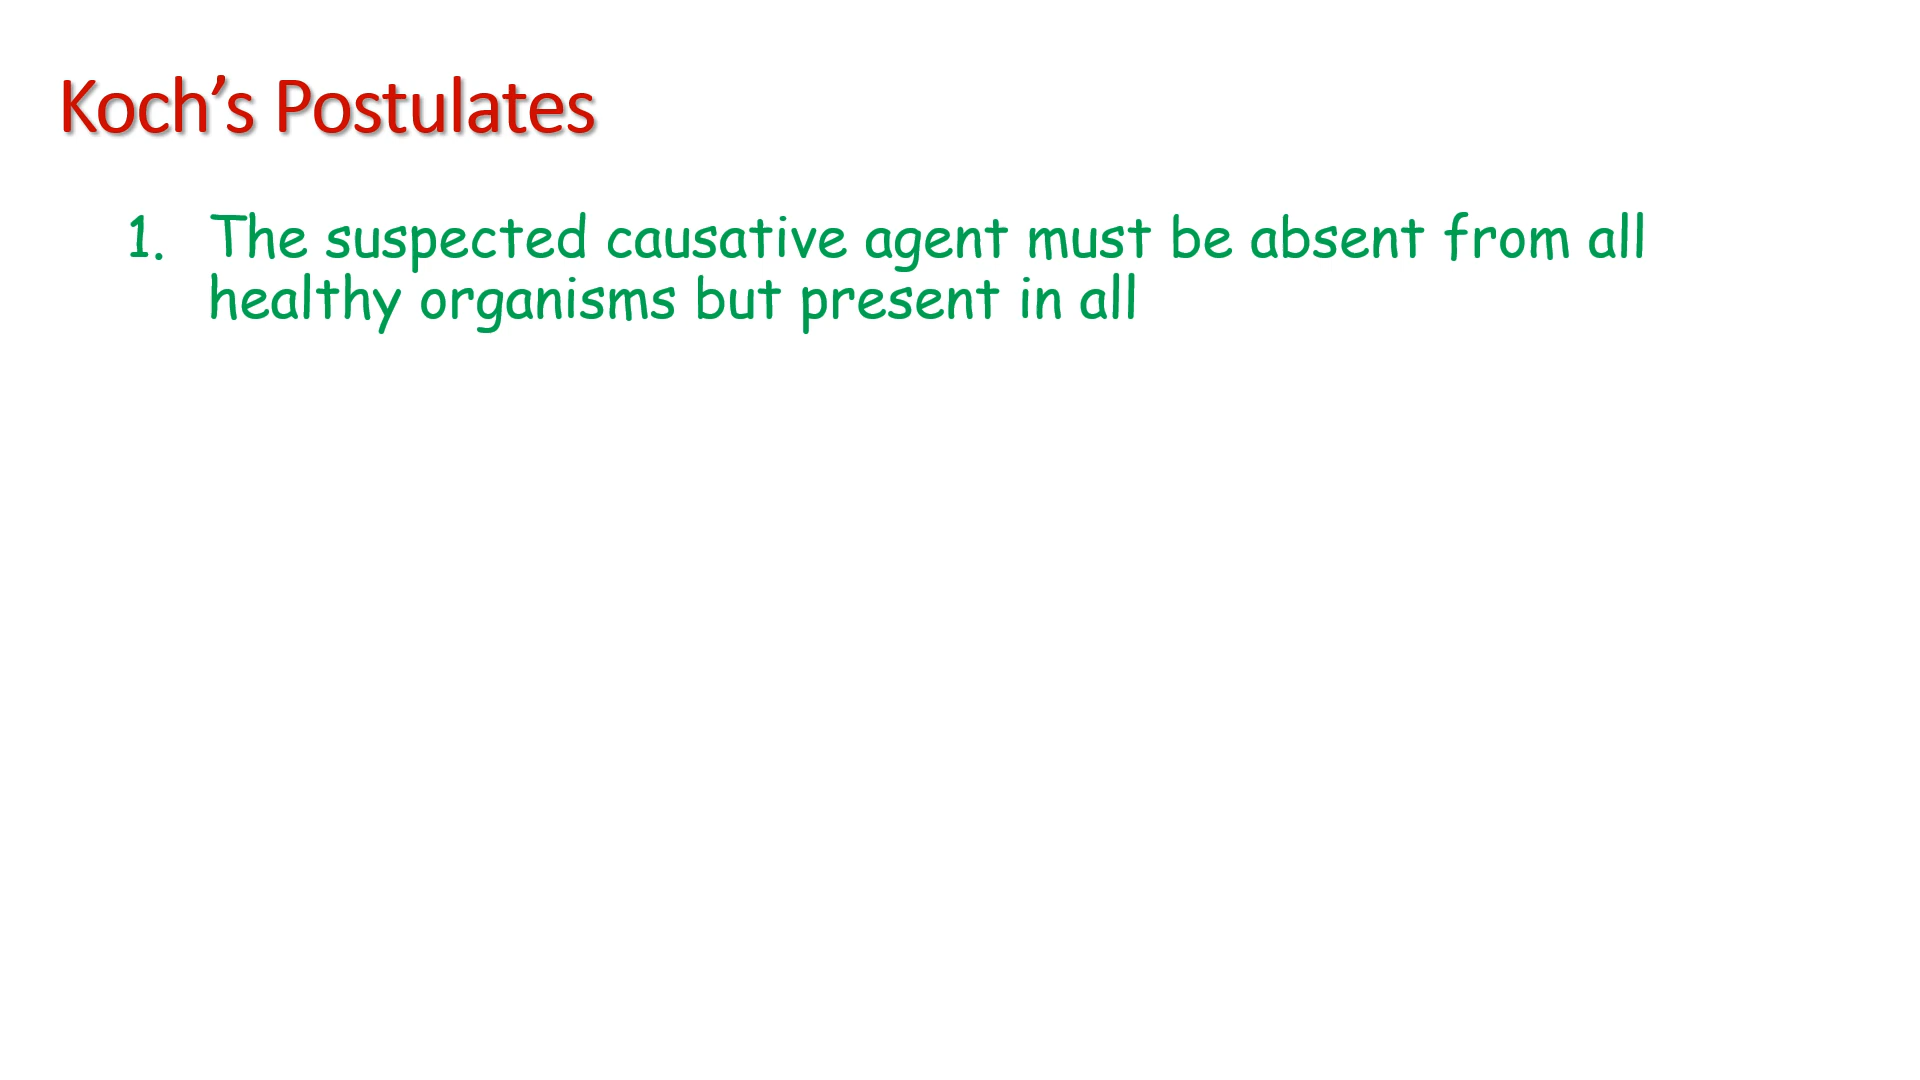 Koch’s Postulates
1. The suspected causative agent must be absent from all
healthy organisms but present in all